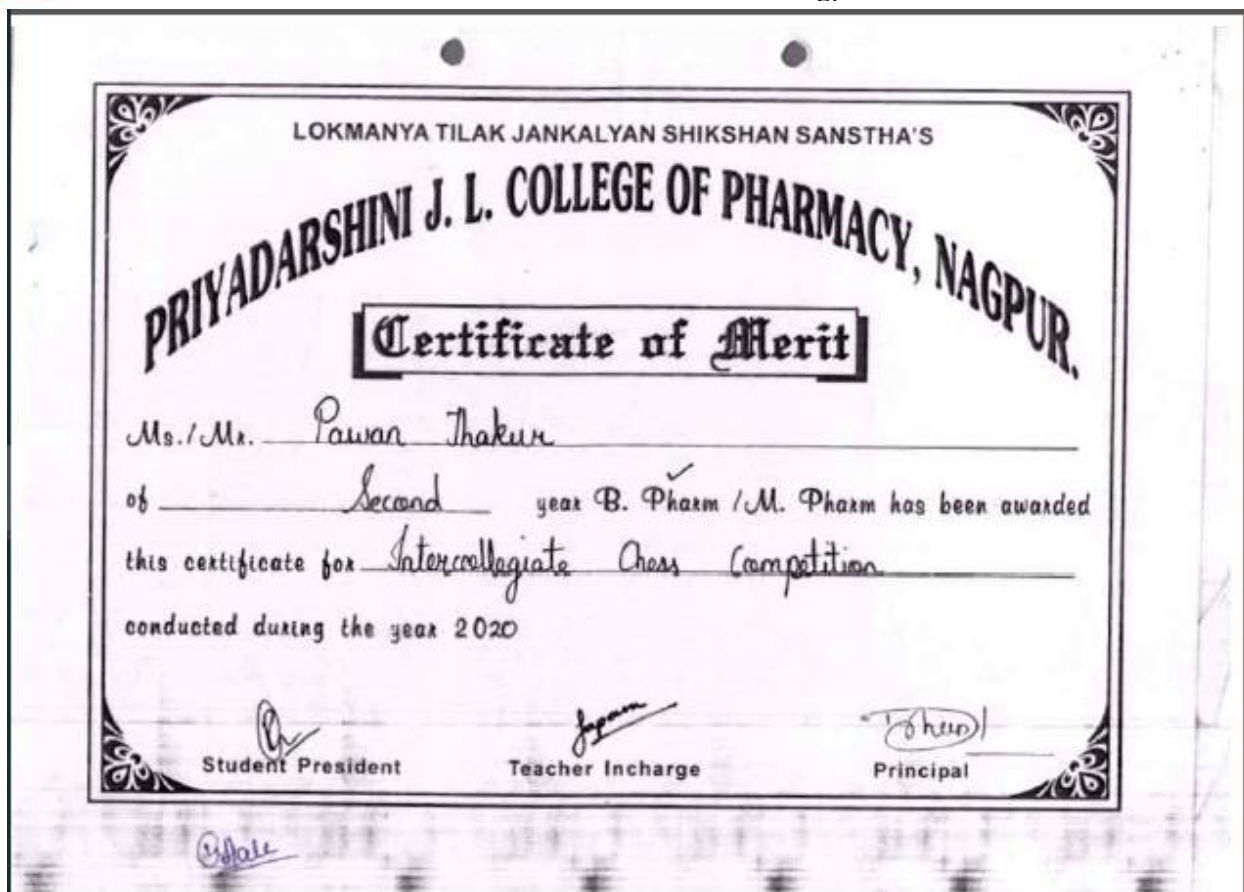 LOKMANYA TILAK JANKALYAN SHIKSHAN SANSTHA'S
PRIYADARSHINI J. L. COLLEGE OF PHARMACY, NAGPUR.
Certificate of Merit
Ms./Mr. Pawan Thakur
of Second year B. Pharm / M. Pharm has been awarded
this certificate for Intercollegiate Chess Competition
conducted during the year 2020
Student President Teacher Incharge Principal